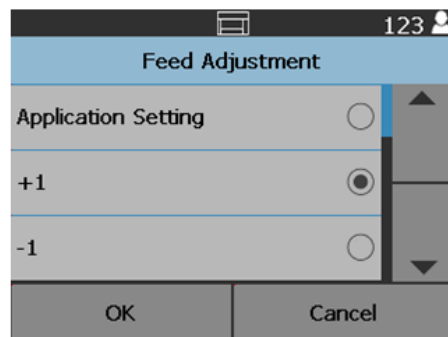 123
Feed Adjustment
Application Setting
+1
-1
OK
Cancel